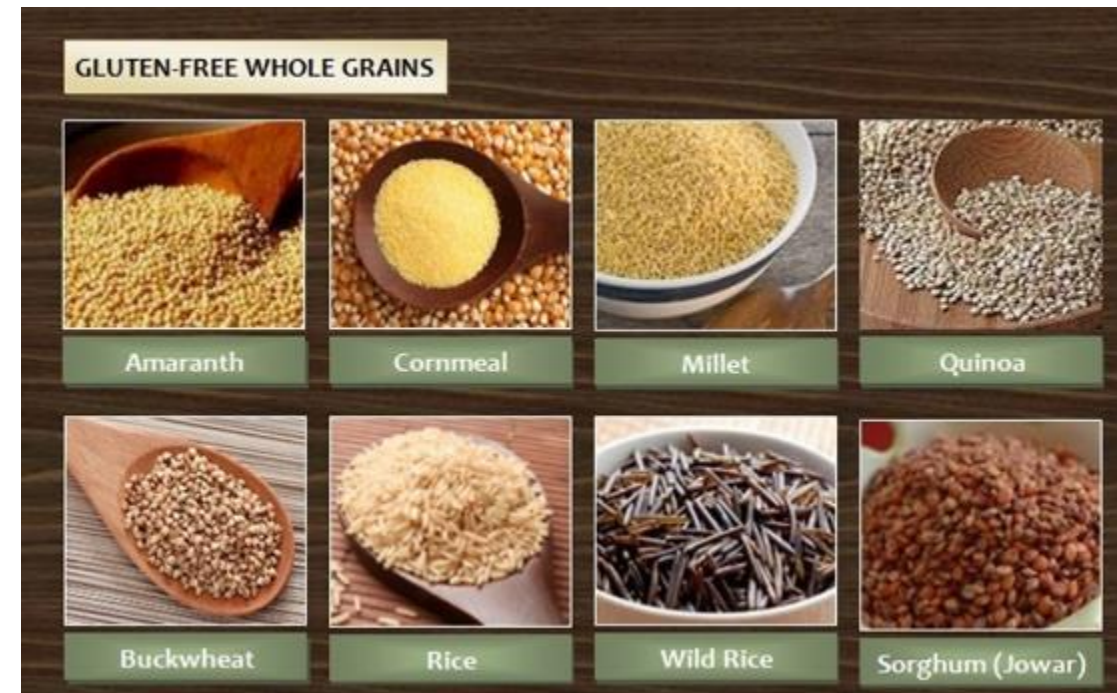 GLUTEN-FREE WHOLE GRAINS
Amaranth
Cornmeal
Millet
Quinoa
Buckwheat
Rice
Wild Rice
Sorghum (Jowar)